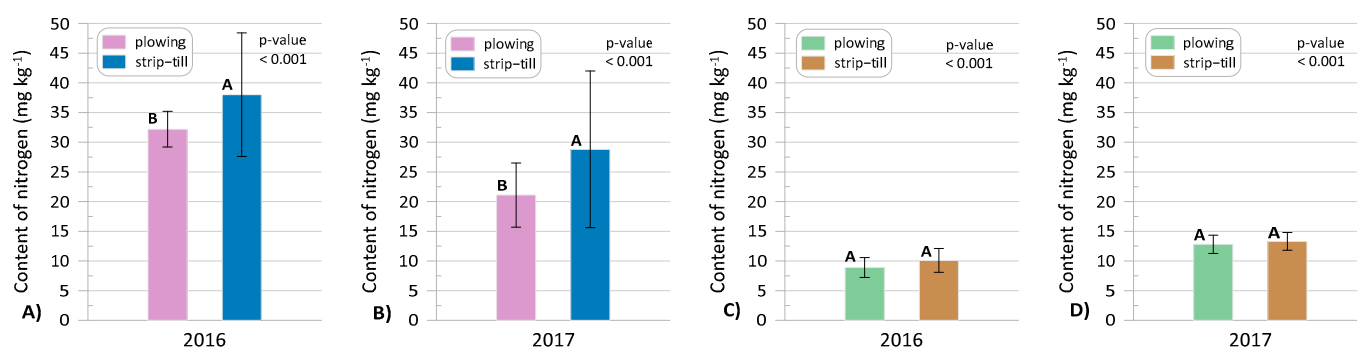 Content of nitrogen (mg kg⁻¹)
50
45
40
35
30
25
20
15
10
5
0
plowing
strip–till
p-value
< 0.001
B
A
A)
2016
Content of nitrogen (mg kg⁻¹)
50
45
40
35
30
25
20
15
10
5
0
plowing
strip–till
p-value
< 0.001
B
A
B)
2017
Content of nitrogen (mg kg⁻¹)
50
45
40
35
30
25
20
15
10
5
0
plowing
strip–till
p-value
< 0.001
A
A
C)
2016
Content of nitrogen (mg kg⁻¹)
50
45
40
35
30
25
20
15
10
5
0
plowing
strip–till
p-value
< 0.001
A
A
D)
2017